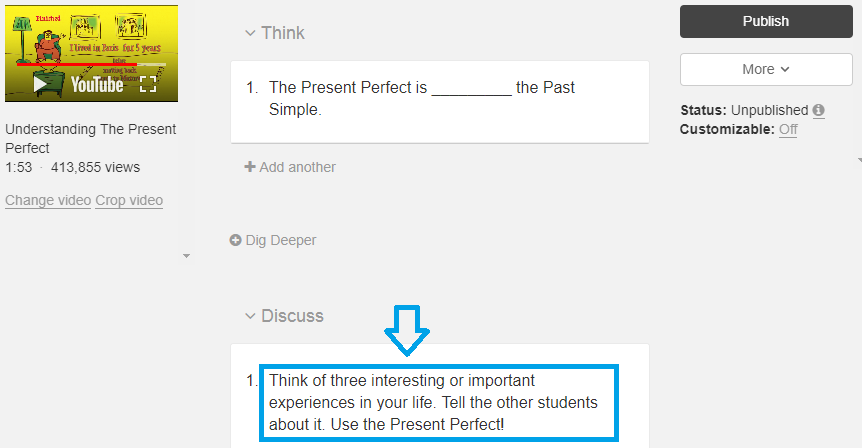 Finished
I lived in Paris for 5 years
YouTube
Understanding The Present
Perfect
1:53 · 413,855 views
Change video Crop video
Think
1. The Present Perfect is _________ the Past
Simple.
Add another
Dig Deeper
Discuss
1. Think of three interesting or important
experiences in your life. Tell the other students
about it. Use the Present Perfect!
Publish
More
Status: Unpublished
Customizable: Off